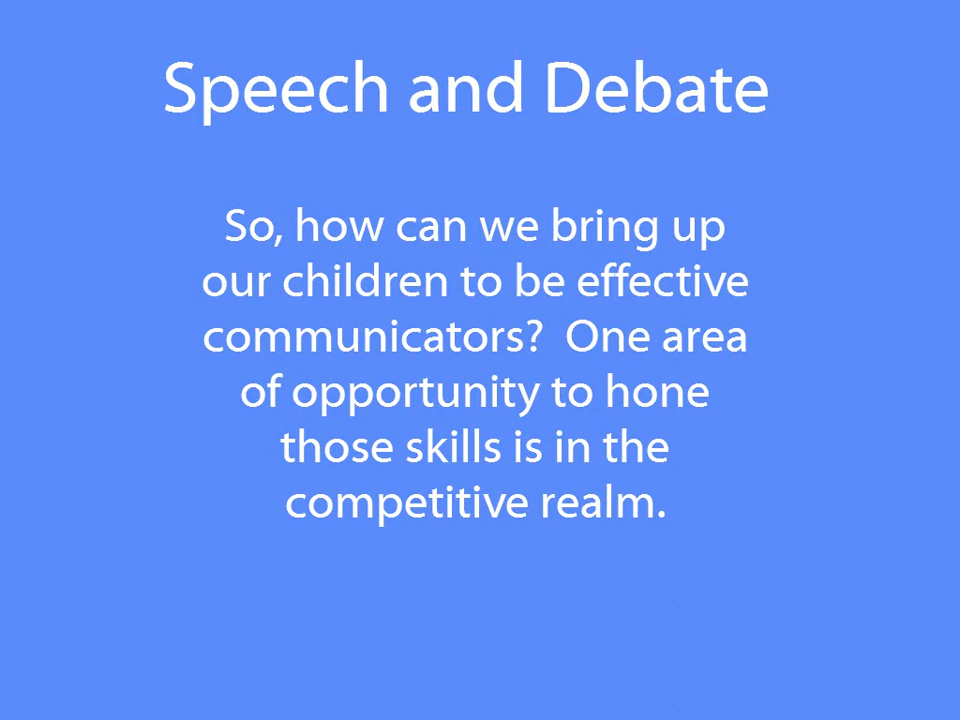 Speech and Debate
So, how can we bring up
our children to be effective
communicators?  One area
of opportunity to hone
those skills is in the
competitive realm.